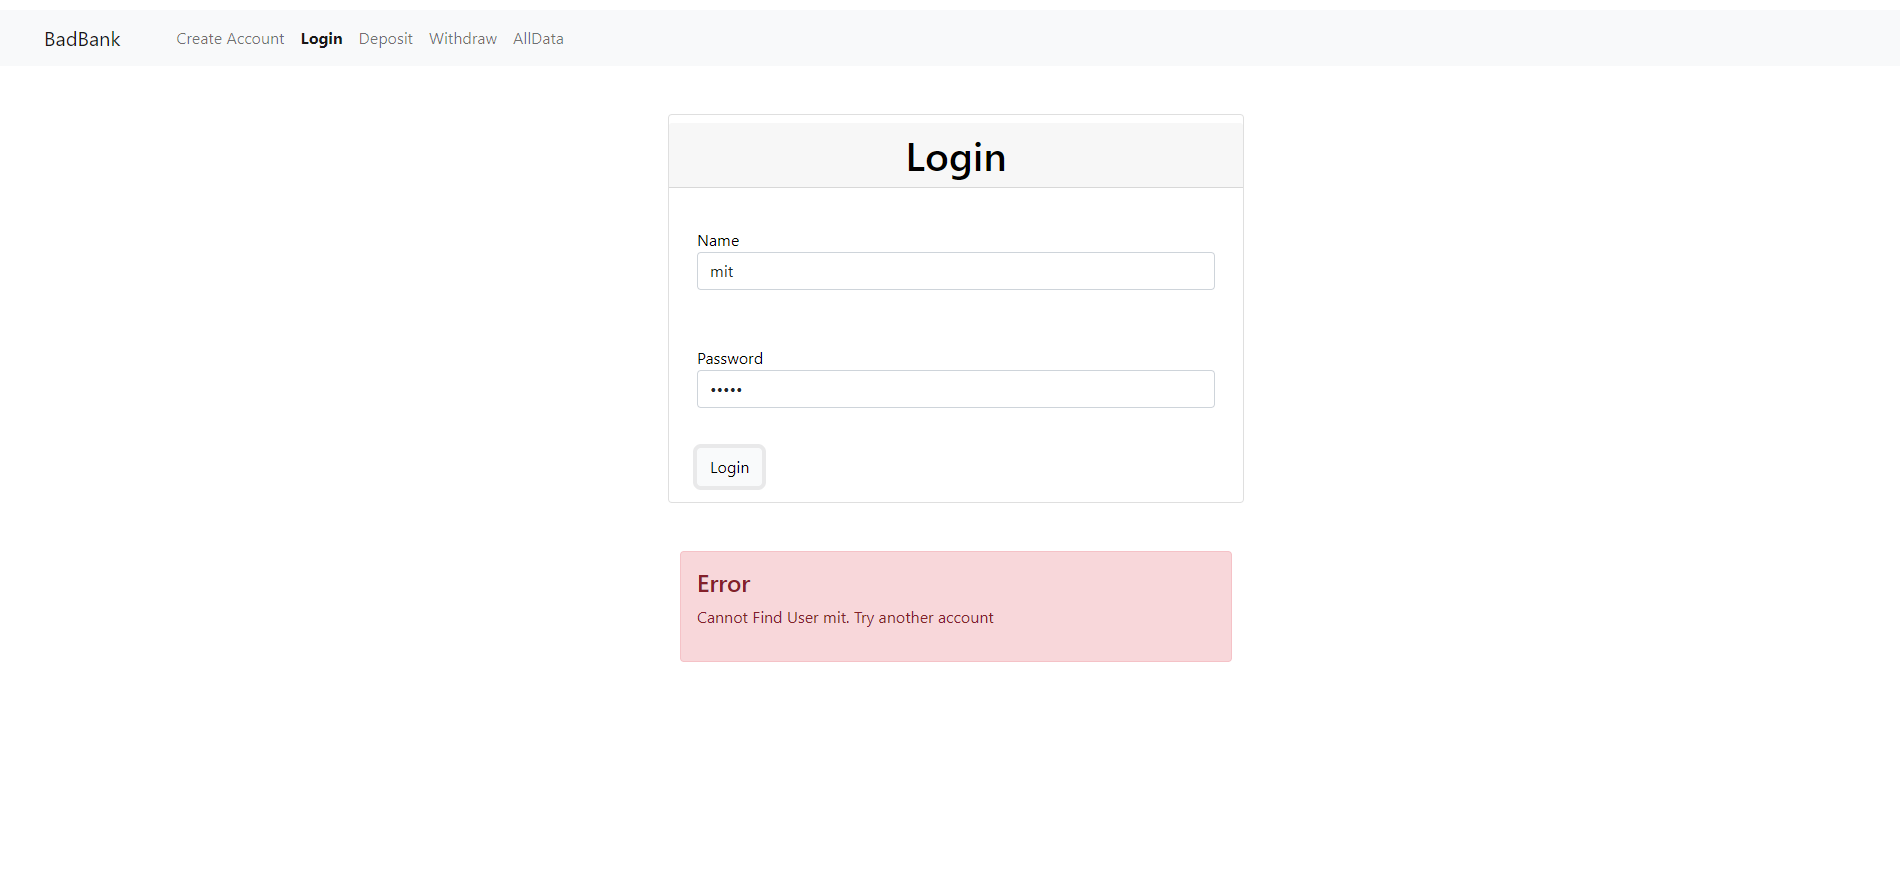 BadBank Create Account Login Deposit Withdraw AllData
Login
Name
mit
Password
•••••
Login
Error
Cannot Find User mit. Try another account